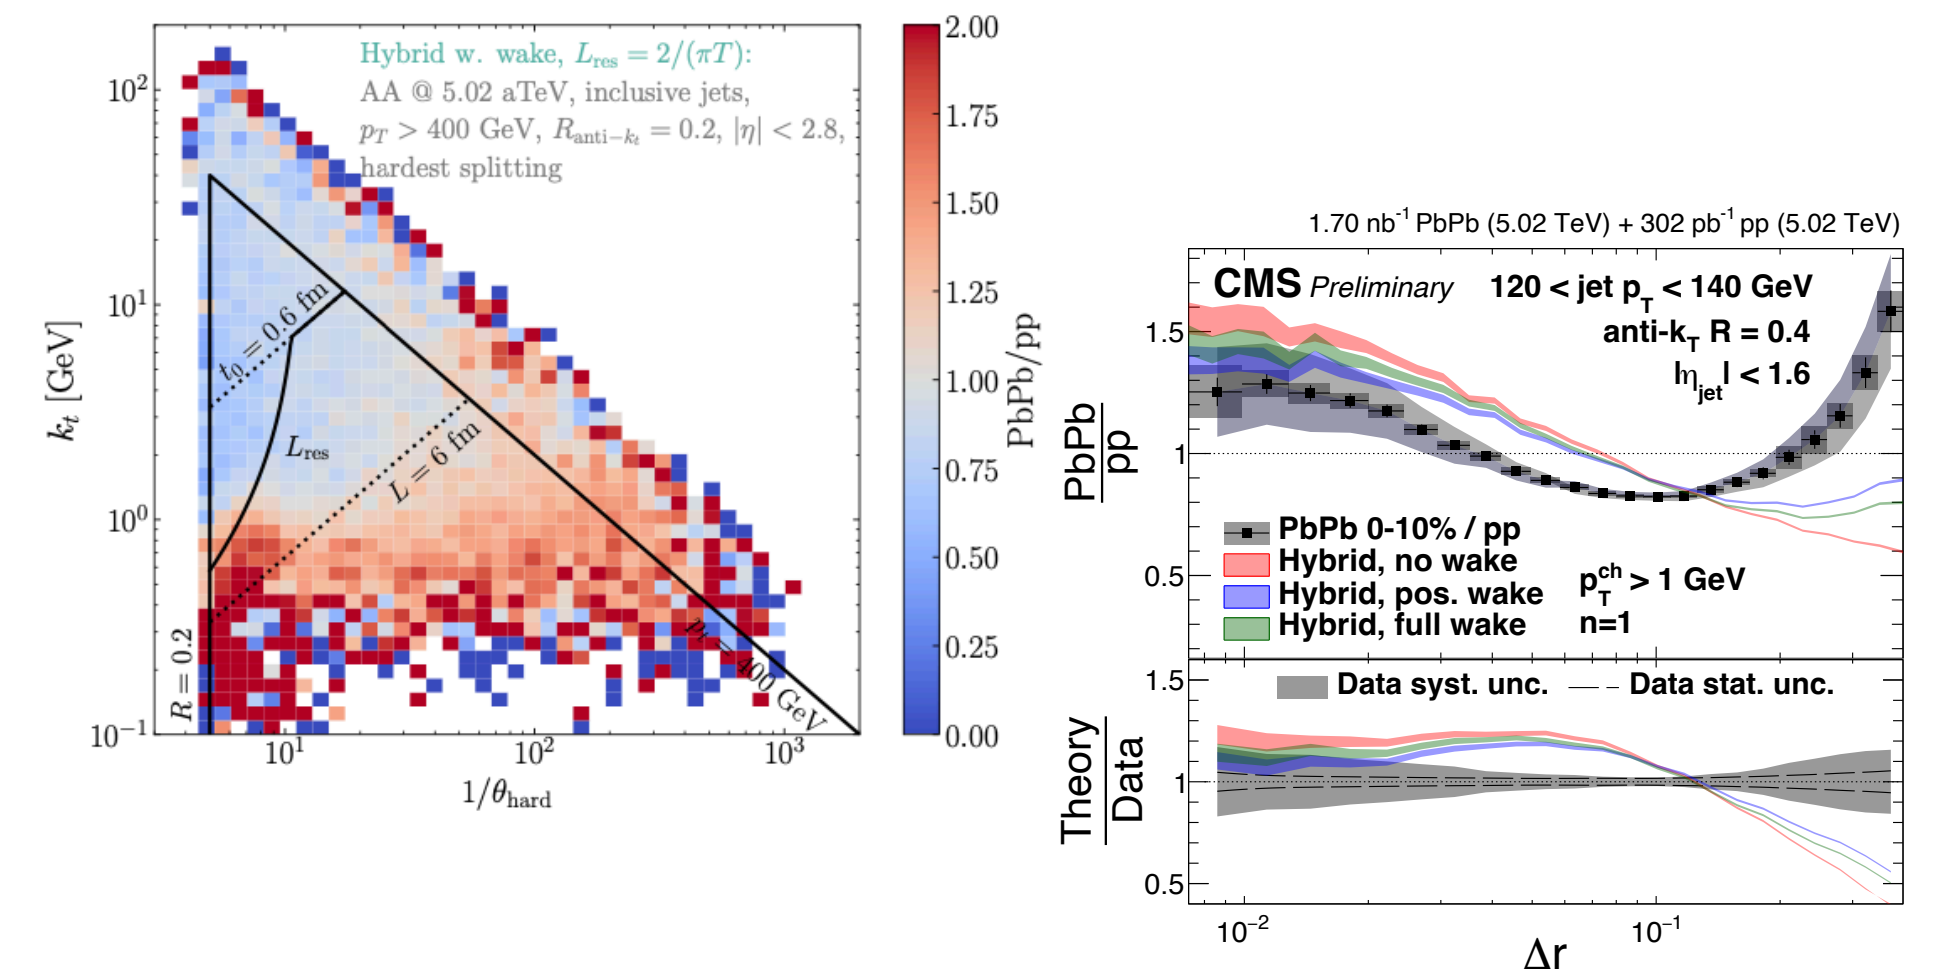 Hybrid w. wake, L_res = 2/(πT):
AA @ 5.02 aTeV, inclusive jets,
p_T > 400 GeV, R_anti−k_t = 0.2, |η| < 2.8,
hardest splitting
10^2
10^1
10^0
10^−1
k_t [GeV]
t_0 = 0.6 fm
L_res
L = 6 fm
R = 0.2
p_t = 400 GeV
10^1
10^2
10^3
1/θ_hard
2.00
1.75
1.50
1.25
1.00
0.75
0.50
0.25
0.00
PbPb/pp
1.70 nb^-1 PbPb (5.02 TeV) + 302 pb^-1 pp (5.02 TeV)
CMS Preliminary
120 < jet p_T < 140 GeV
anti-k_T R = 0.4
|η_jet| < 1.6
1.5
1
0.5
PbPb
pp
PbPb 0-10% / pp
Hybrid, no wake
Hybrid, pos. wake
Hybrid, full wake
p_T^ch > 1 GeV
n=1
1.5
1
0.5
Data syst. unc.
Data stat. unc.
Theory
Data
10^−2
10^−1
Δr